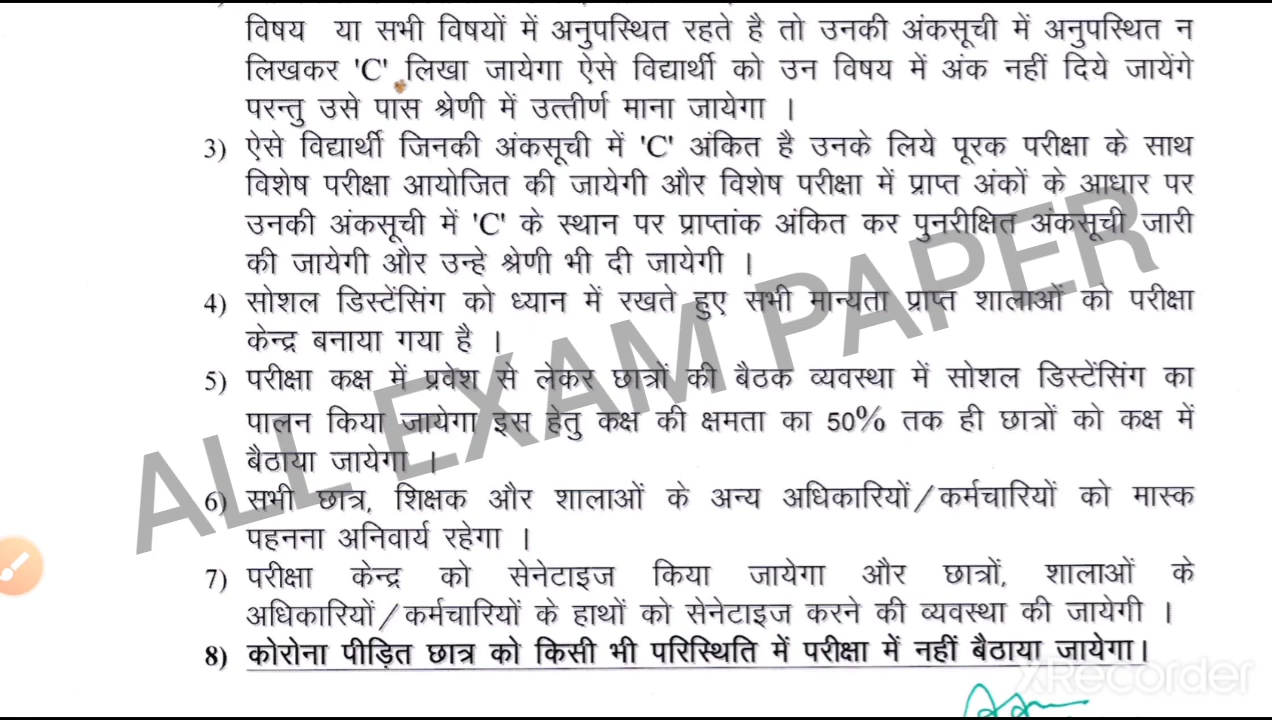 विषय या सभी विषयों में अनुपस्थित रहते है तो उनकी अंकसूची में अनुपस्थित न
लिखकर 'C' लिखा जायेगा ऐसे विद्यार्थी को उन विषय में अंक नहीं दिये जायेंगे
परन्तु उसे पास श्रेणी में उत्तीर्ण माना जायेगा ।
3) ऐसे विद्यार्थी जिनकी अंकसूची में 'C' अंकित है उनके लिये पूरक परीक्षा के साथ
विशेष परीक्षा आयोजित की जायेगी और विशेष परीक्षा में प्राप्त अंकों के आधार पर
उनकी अंकसूची में 'C' के स्थान पर प्राप्तांक अंकित कर पुनरीक्षित अंकसूची जारी
की जायेगी और उन्हे श्रेणी भी दी जायेगी ।
4) सोशल डिस्टेंसिंग को ध्यान में रखते हुए सभी मान्यता प्राप्त शालाओं को परीक्षा
केन्द्र बनाया गया है ।
5) परीक्षा कक्ष में प्रवेश से लेकर छात्रों की बैठक व्यवस्था में सोशल डिस्टेंसिंग का
पालन किया जायेगा इस हेतु कक्ष की क्षमता का 50% तक ही छात्रों को कक्ष में
बैठाया जायेगा ।
6) सभी छात्र, शिक्षक और शालाओं के अन्य अधिकारियों/कर्मचारियों को मास्क
पहनना अनिवार्य रहेगा ।
7) परीक्षा केन्द्र को सेनेटाइज किया जायेगा और छात्रों, शालाओं के
अधिकारियों/कर्मचारियों के हाथों को सेनेटाइज करने की व्यवस्था की जायेगी ।
8) कोरोना पीड़ित छात्र को किसी भी परिस्थिति में परीक्षा में नहीं बैठाया जायेगा।
ALL EXAM PAPER
XRecorder